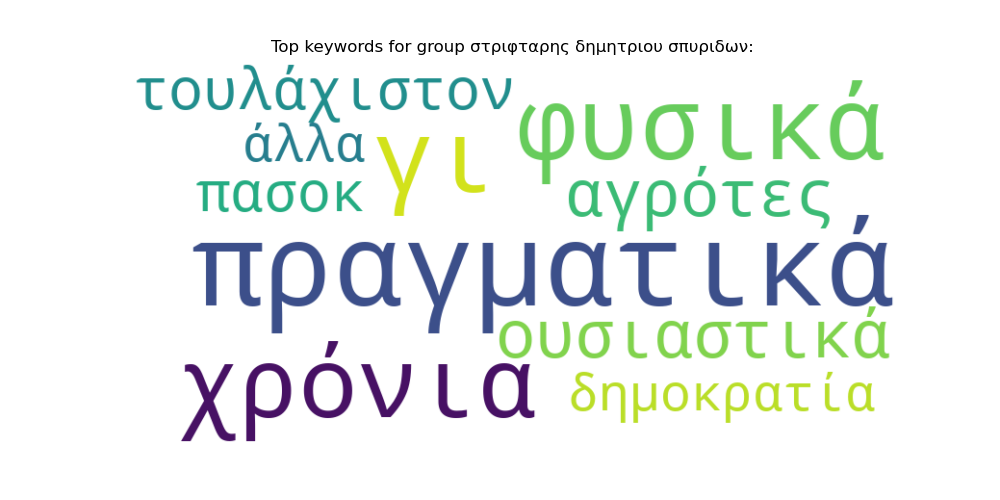 Top keywords for group στριφταρης δημητριου σπυριδων:
τουλάχιστον
φυσικά
άλλα
γι
πασοκ
αγρότες
πραγματικά
ουσιαστικά
χρόνια
δημοκρατία